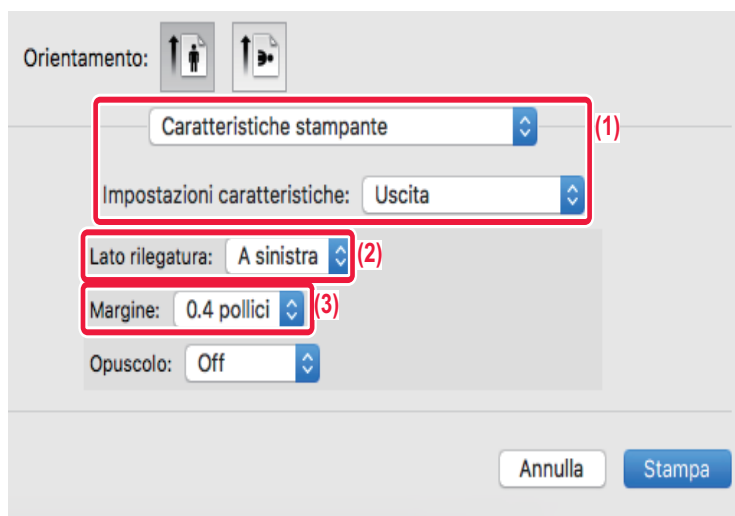 Orientamento:
Caratteristiche stampante
(1)
Impostazioni caratteristiche: Uscita
Lato rilegatura: A sinistra (2)
Margine: 0.4 pollici (3)
Opuscolo: Off
Annulla Stampa